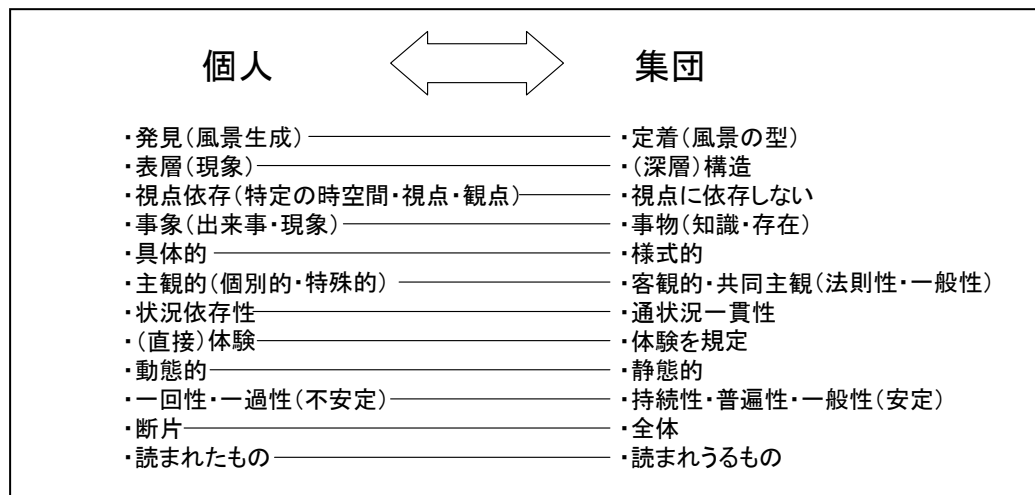 個人 集団
・発見(風景生成) ・定着(風景の型)
・表層(現象) ・(深層)構造
・視点依存(特定の時空間・視点・観点) ・視点に依存しない
・事象(出来事・現象) ・事物(知識・存在)
・具体的 ・様式的
・主観的(個別的・特殊的) ・客観的・共同主観(法則性・一般性)
・状況依存性 ・通状況一貫性
・(直接)体験 ・体験を規定
・動態的 ・静態的
・一回性・一過性(不安定) ・持続性・普遍性・一般性(安定)
・断片 ・全体
・読まれたもの ・読まれうるもの